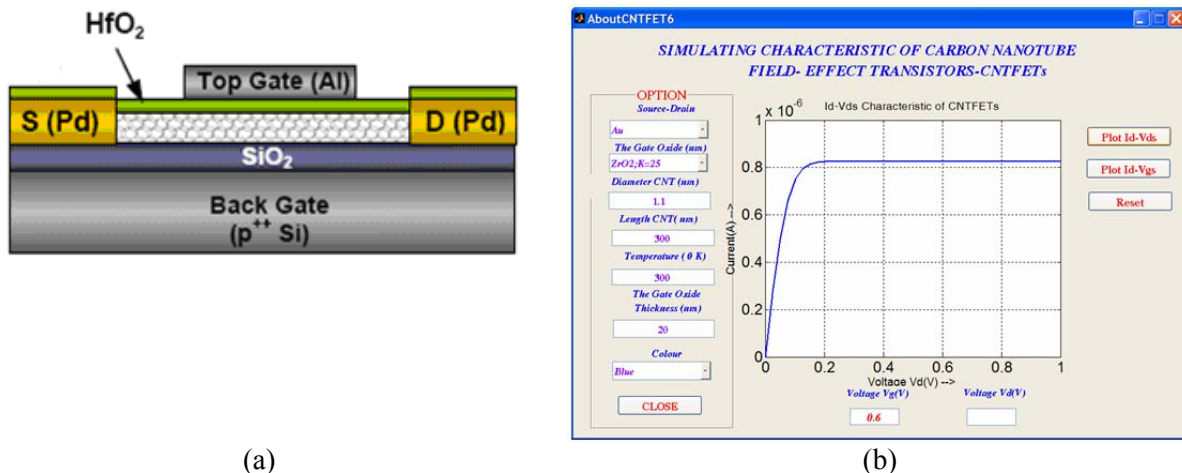 HfO₂
Top Gate (Al)
S (Pd)
D (Pd)
SiO₂
Back Gate
(p⁺⁺ Si)
(a)
AboutCNTFET6
SIMULATING CHARACTERISTIC OF CARBON NANOTUBE
FIELD- EFFECT TRANSISTORS-CNTFETs
OPTION
Source-Drain
Au
The Gate Oxide (nm)
ZrO2;K=25
Diameter CNT (nm)
1.1
Length CNT( nm)
300
Temperature ( 0 K)
300
The Gate Oxide
Thickness (nm)
20
Colour
Blue
CLOSE
x 10⁻⁶
Id-Vds Characteristic of CNTFETs
1
0.8
0.6
0.4
0.2
0
Current(A) -->
0 0.2 0.4 0.6 0.8 1
Voltage Vd(V) -->
Voltage Vg(V)
0.6
Voltage Vd(V)
Plot Id-Vds
Plot Id-Vgs
Reset
(b)